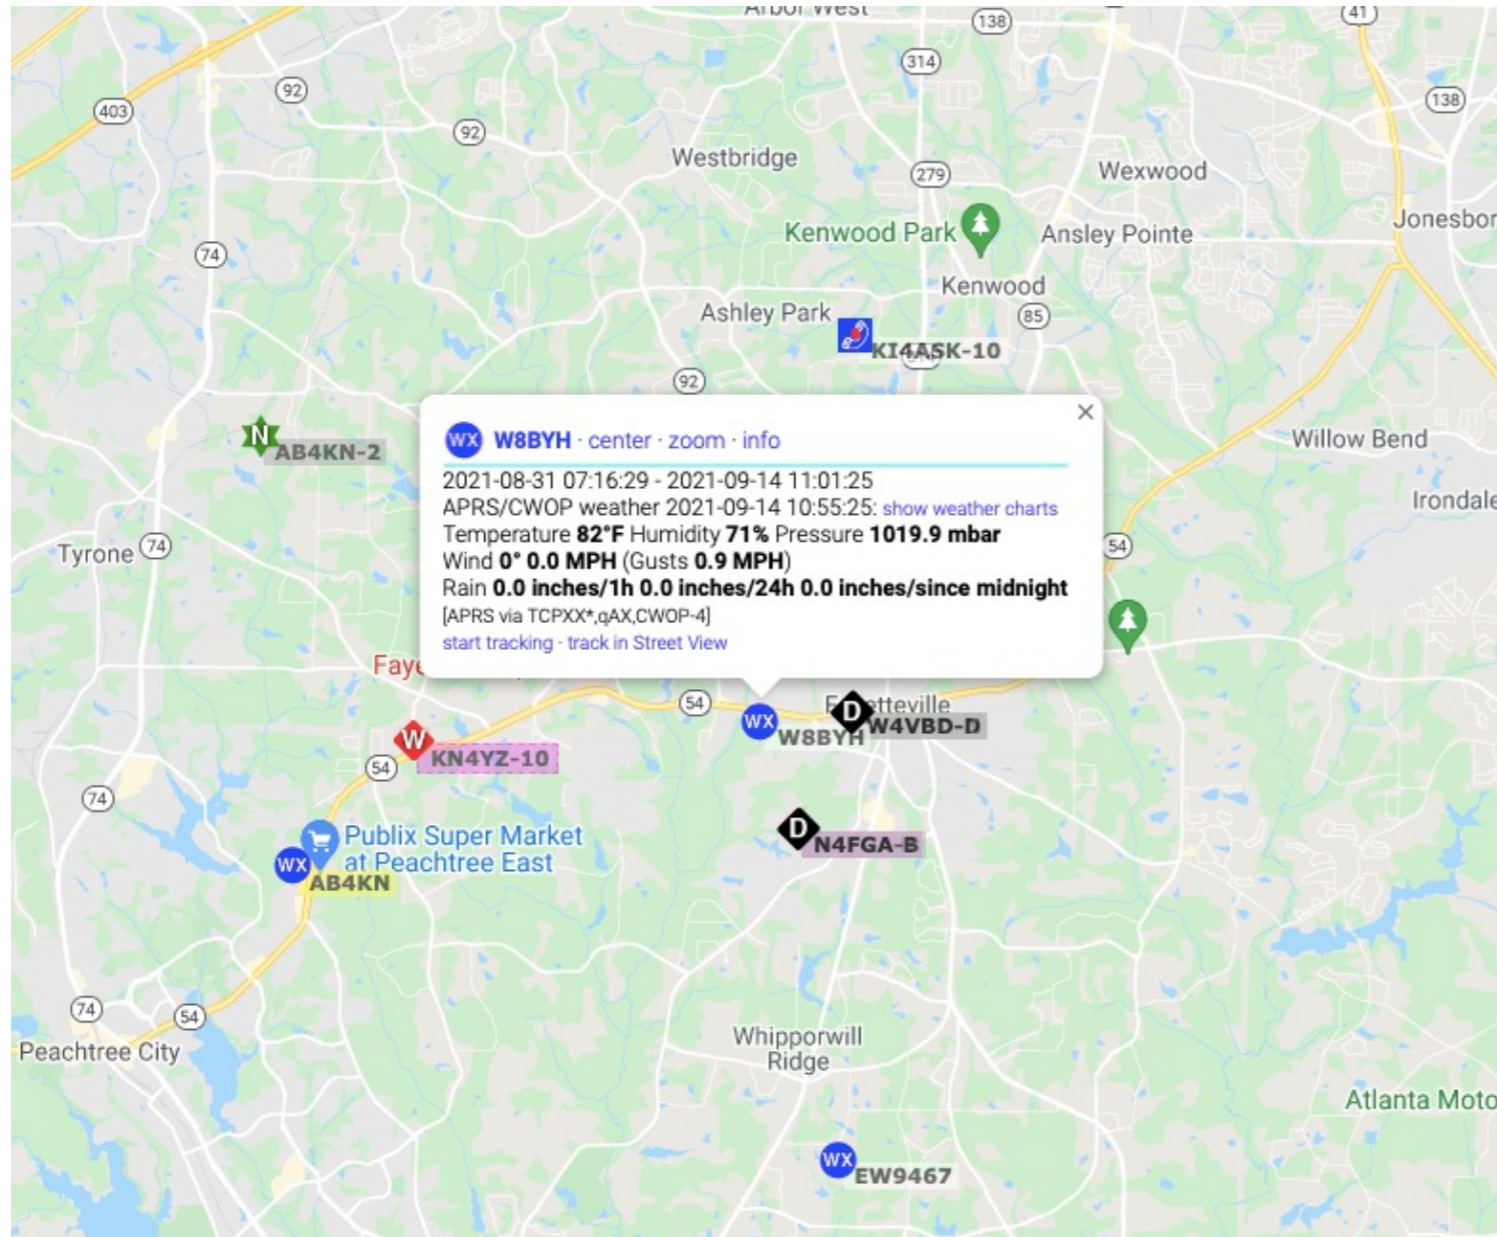 Arbor West
138
41
314
92
403
138
92
Westbridge
279
Wexwood
Kenwood Park
Ansley Pointe
Jonesbor
74
Kenwood
Ashley Park
85
KI4ASK-10
92
N
AB4KN-2
Willow Bend
WX W8BYH · center · zoom · info
2021-08-31 07:16:29 - 2021-09-14 11:01:25
APRS/CWOP weather 2021-09-14 10:55:25: show weather charts
Temperature 82°F Humidity 71% Pressure 1019.9 mbar
Wind 0° 0.0 MPH (Gusts 0.9 MPH)
Rain 0.0 inches/1h 0.0 inches/24h 0.0 inches/since midnight
[APRS via TCPXX*,qAX,CWOP-4]
start tracking · track in Street View
Irondale
Tyrone
74
54
Faye
54
WX
W8BYH
D
W4VBD-D
W
KN4YZ-10
54
74
D
N4FGA-B
Publix Super Market
at Peachtree East
WX
AB4KN
74
54
Peachtree City
Whipporwill
Ridge
Atlanta Moto
WX
EW9467